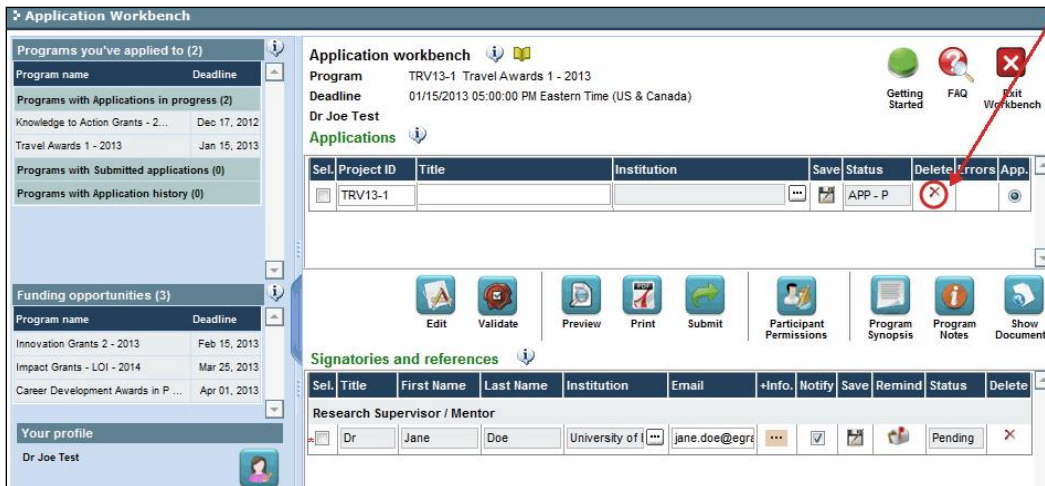 Application Workbench
Programs you've applied to (2)
Program name Deadline
Programs with Applications in progress (2)
Knowledge to Action Grants - 2... Dec 17, 2012
Travel Awards 1 - 2013 Jan 15, 2013
Programs with Submitted applications (0)
Programs with Application history (0)
Funding opportunities (3)
Program name Deadline
Innovation Grants 2 - 2013 Feb 15, 2013
Impact Grants - LOI - 2014 Mar 25, 2013
Career Development Awards in P ... Apr 01, 2013
Your profile
Dr Joe Test
Application workbench
Program TRV13-1 Travel Awards 1 - 2013
Deadline 01/15/2013 05:00:00 PM Eastern Time (US & Canada)
Dr Joe Test
Getting Started FAQ Exit Workbench
Applications
Sel. Project ID Title Institution Save Status Delete Errors App.
TRV13-1 ... APP - P
Edit Validate Preview Print Submit Participant Permissions Program Synopsis Program Notes Show Document
Signatories and references
Sel. Title First Name Last Name Institution Email +Info. Notify Save Remind Status Delete
Research Supervisor / Mentor
Dr Jane Doe University of ... jane.doe@egra ... Pending